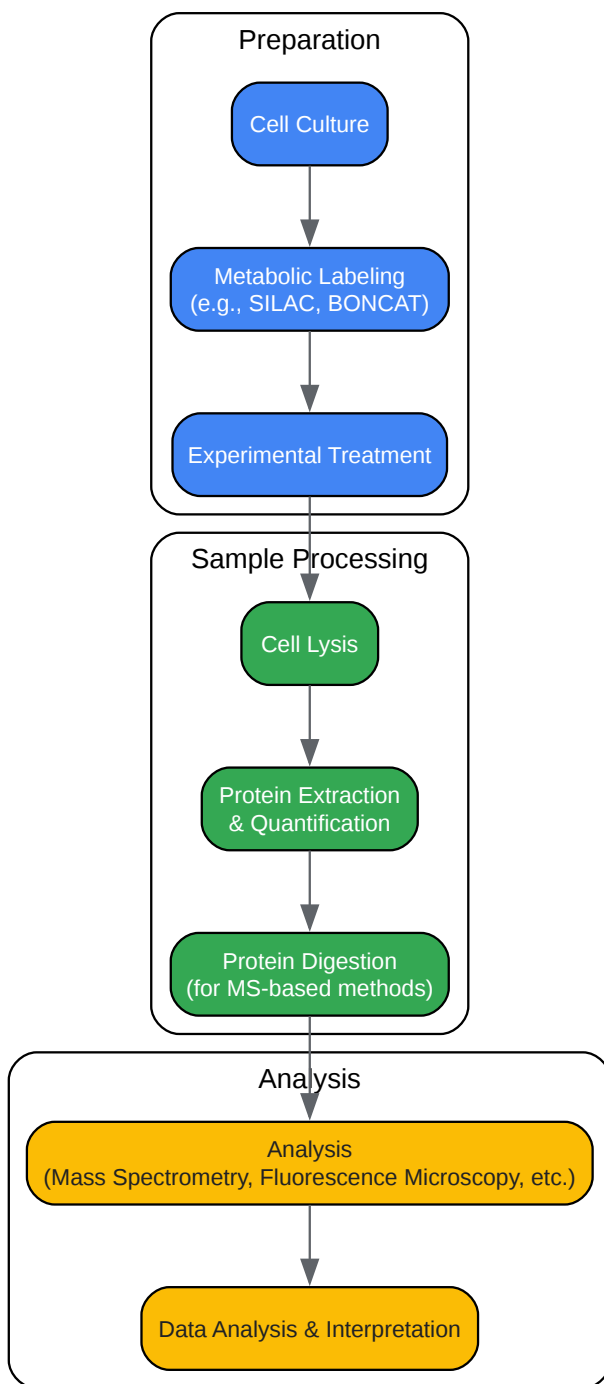 Preparation
Cell Culture
Metabolic Labeling
(e.g., SILAC, BONCAT)
Experimental Treatment
Sample Processing
Cell Lysis
Protein Extraction
& Quantification
Protein Digestion
(for MS-based methods)
Analysis
Analysis
(Mass Spectrometry, Fluorescence Microscopy, etc.)
Data Analysis & Interpretation